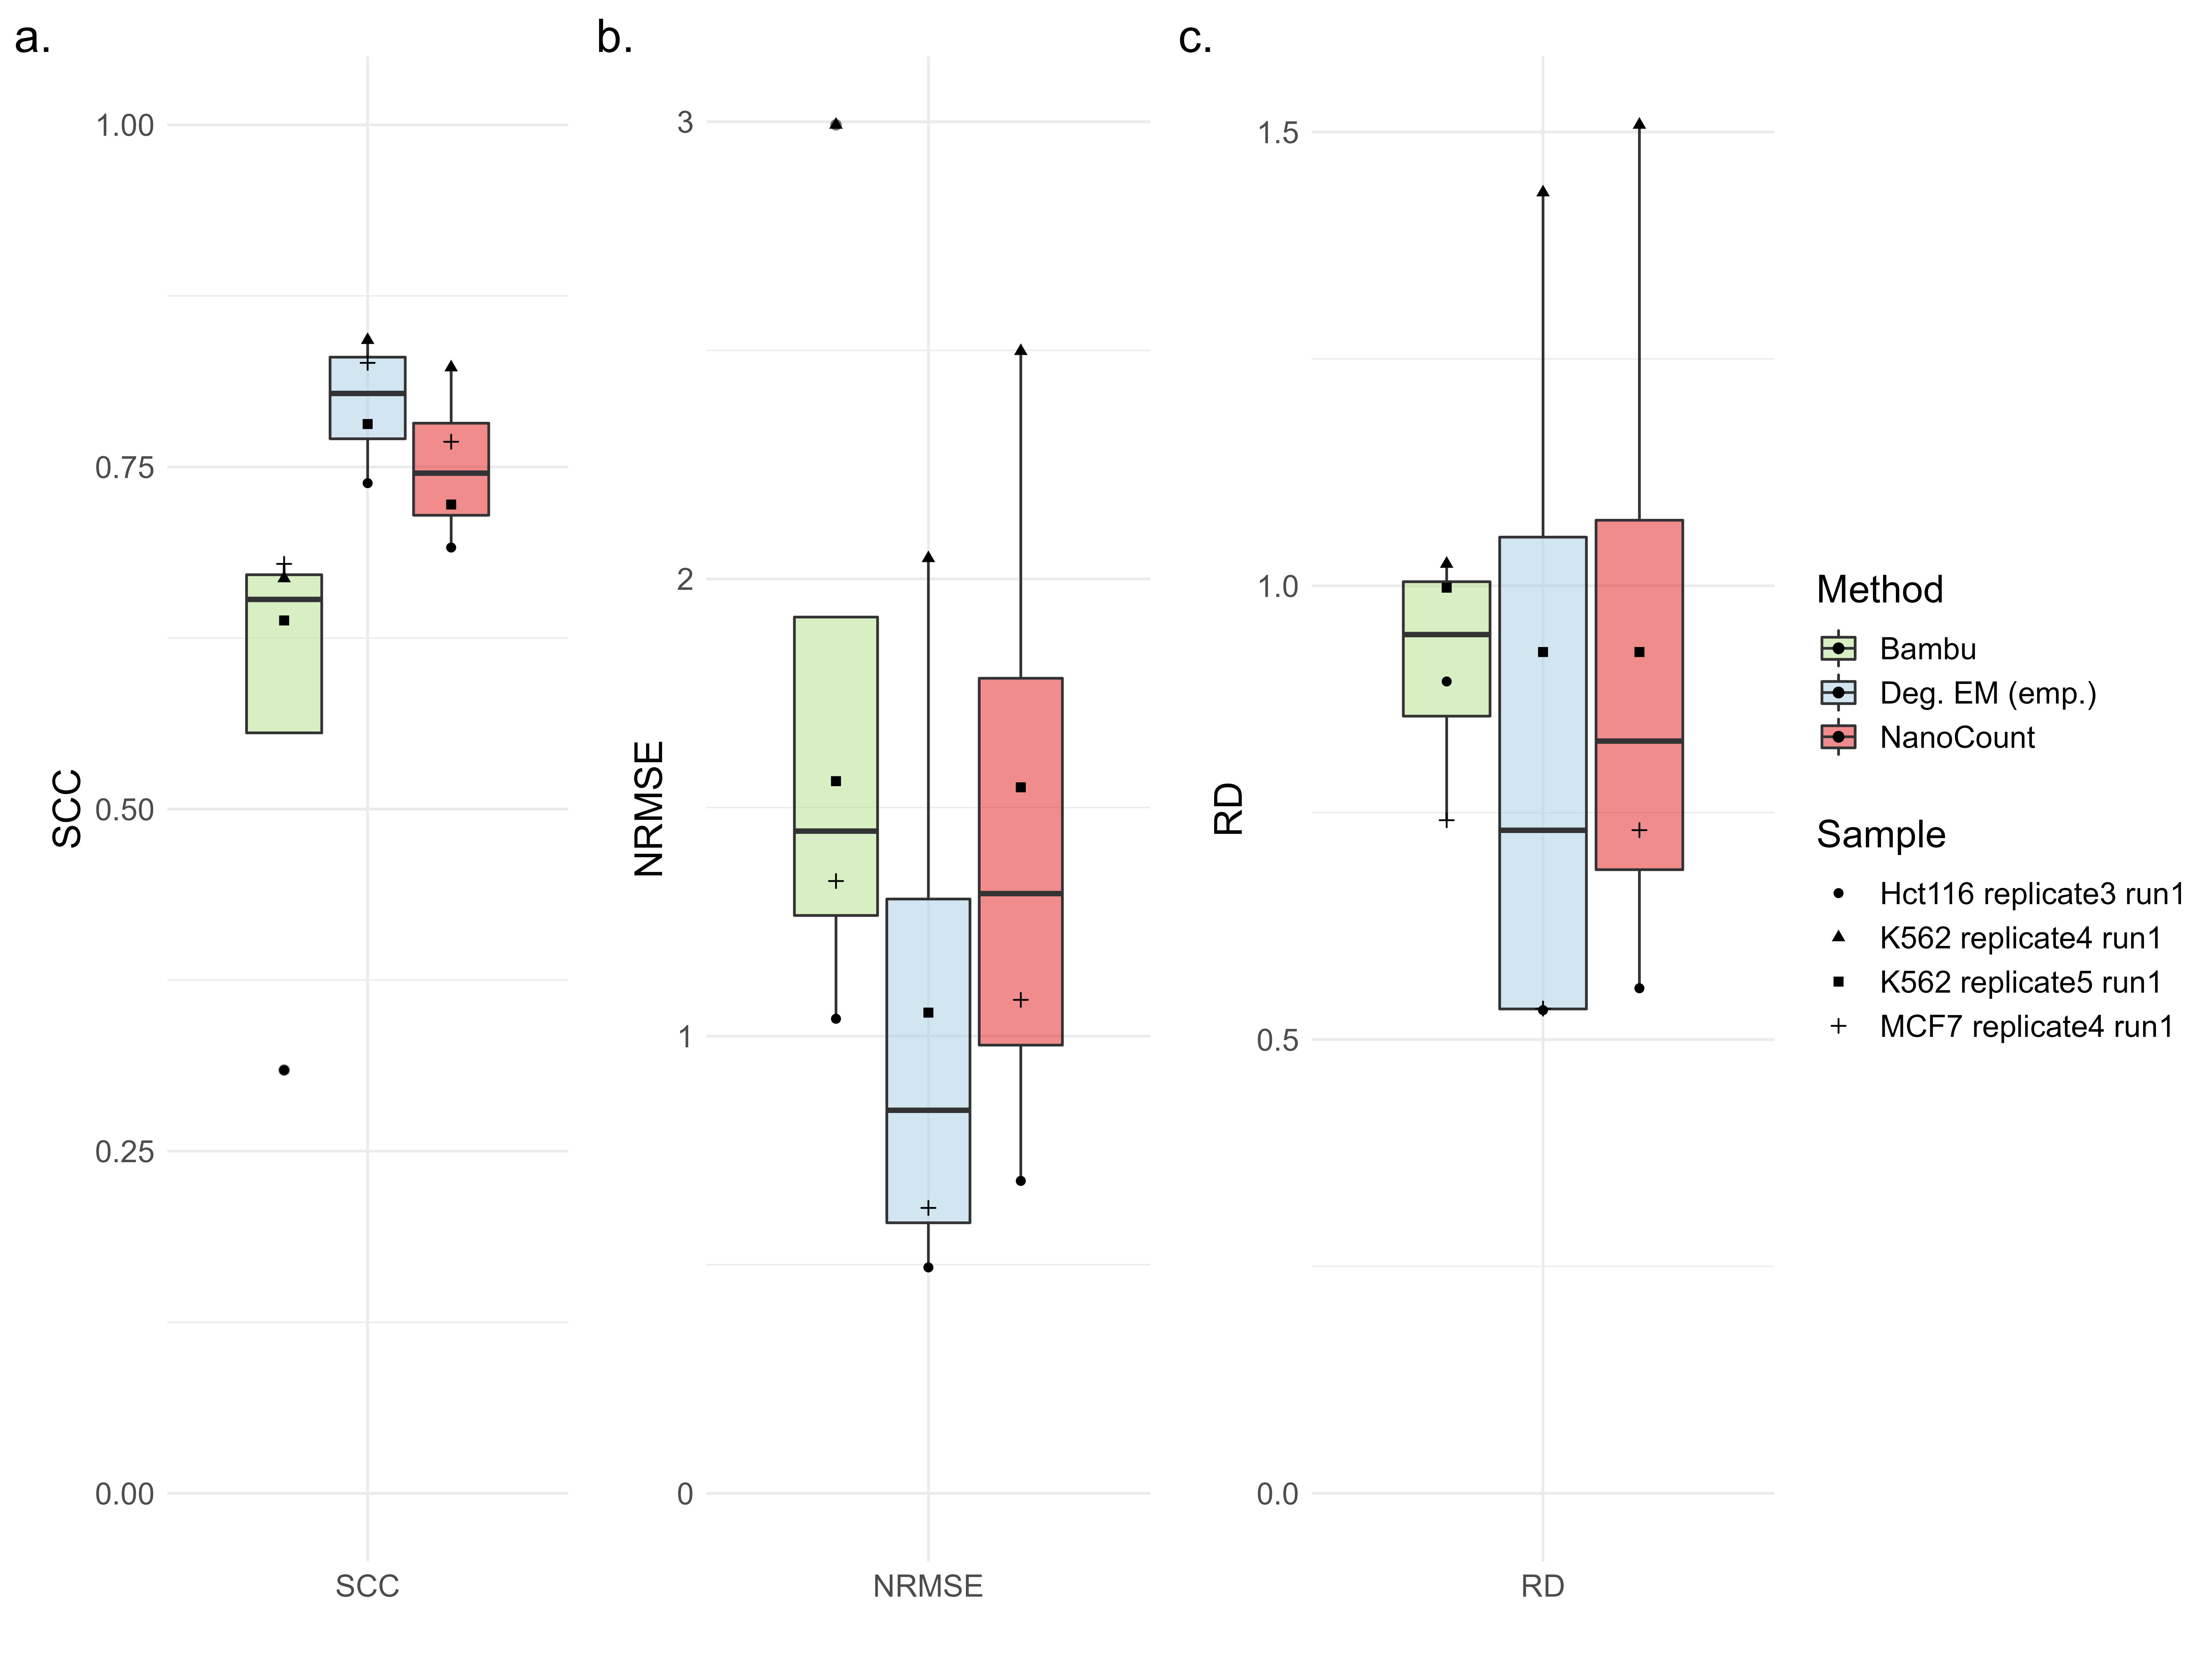 a.
1.00
0.75
0.50
0.25
0.00
SCC
SCC
b.
3
2
1
0
NRMSE
NRMSE
c.
1.5
1.0
0.5
0.0
RD
RD
Method
Bambu
Deg. EM (emp.)
NanoCount
Sample
Hct116 replicate3 run1
K562 replicate4 run1
K562 replicate5 run1
MCF7 replicate4 run1